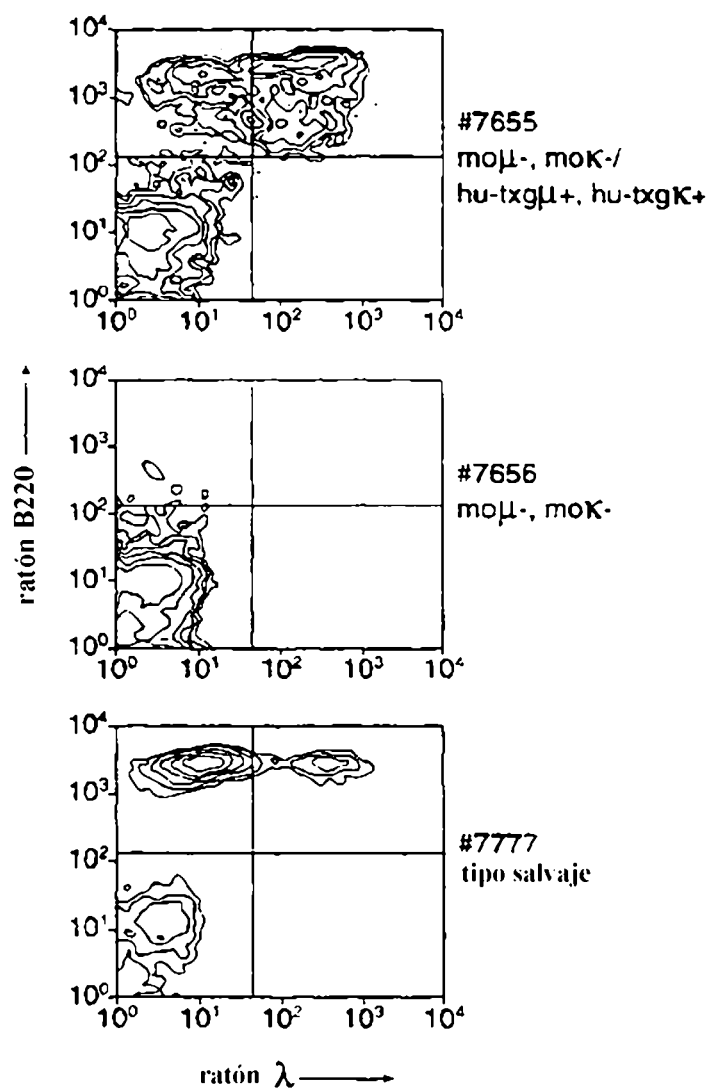 10⁴
10³
10²
10¹
10⁰
10⁰ 10¹ 10² 10³ 10⁴
#7655
moμ-, moκ-/
hu-txgμ+, hu-txgκ+
10⁴
10³
10²
10¹
10⁰
10⁰ 10¹ 10² 10³ 10⁴
#7656
moμ-, moκ-
10⁴
10³
10²
10¹
10⁰
10⁰ 10¹ 10² 10³ 10⁴
#7777
tipo salvaje
ratón B220
ratón λ